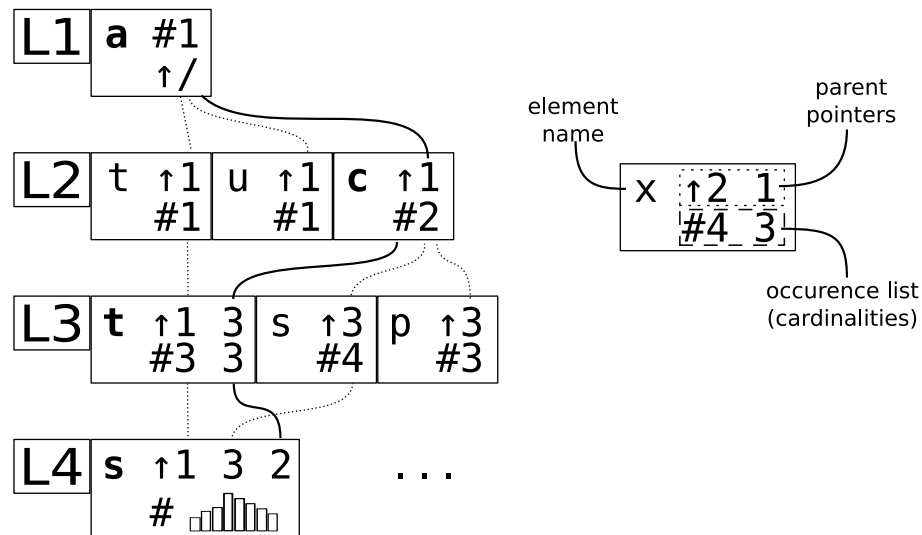 L1 a #1
↑/
L2 t ↑1 u ↑1 c ↑1
#1 #1 #2
L3 t ↑1 3 s ↑3 p ↑3
#3 3 #4 #3
L4 s ↑1 3 2 ...
#
element
name
parent
pointers
x ↑2 1
#4 3
occurence list
(cardinalities)